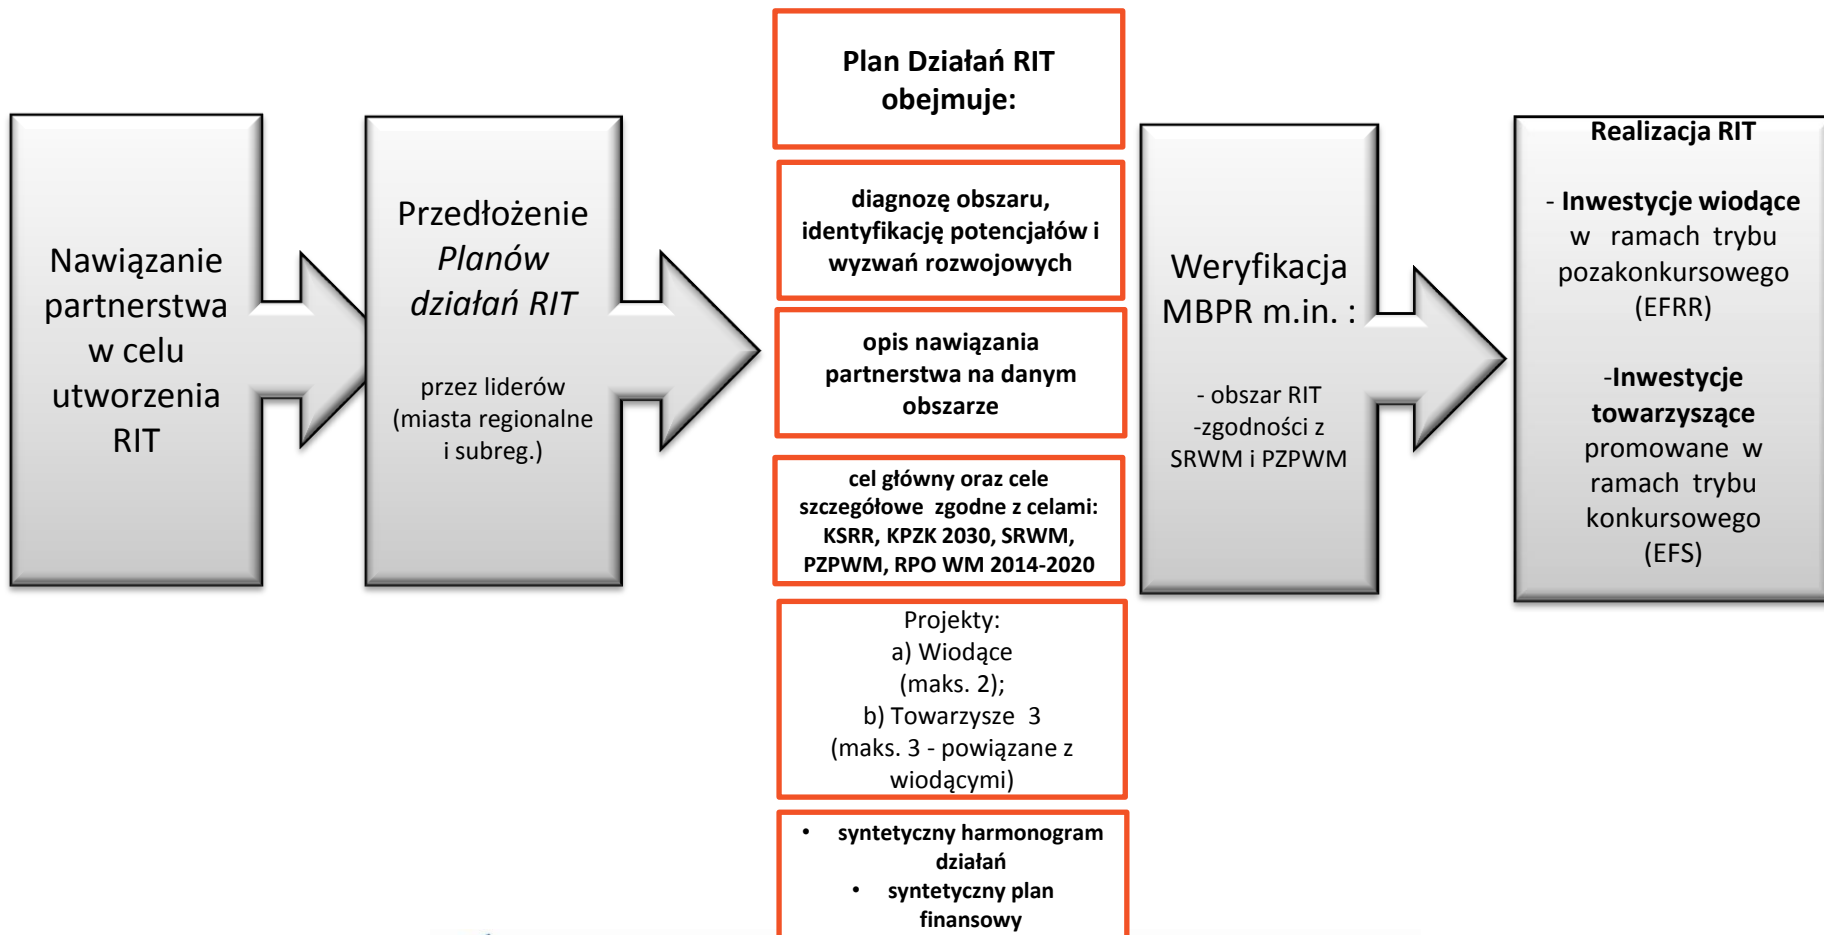 Nawiązanie
partnerstwa
w celu
utworzenia
RIT
Przedłożenie
Planów
działań RIT
przez liderów
(miasta regionalne
i subreg.)
Plan Działań RIT
obejmuje:
diagnozę obszaru,
identyfikację potencjałów i
wyzwań rozwojowych
opis nawiązania
partnerstwa na danym
obszarze
cel główny oraz cele
szczegółowe zgodne z celami:
KSRR, KPZK 2030, SRWM,
PZPWM, RPO WM 2014-2020
Projekty:
a) Wiodące
(maks. 2);
b) Towarzysze 3
(maks. 3 - powiązane z
wiodącymi)
• syntetyczny harmonogram
działań
• syntetyczny plan
finansowy
Weryfikacja
MBPR m.in. :
- obszar RIT
-zgodności z
SRWM i PZPWM
Realizacja RIT
- Inwestycje wiodące
w ramach trybu
pozakonkursowego
(EFRR)
-Inwestycje
towarzyszące
promowane w
ramach trybu
konkursowego
(EFS)